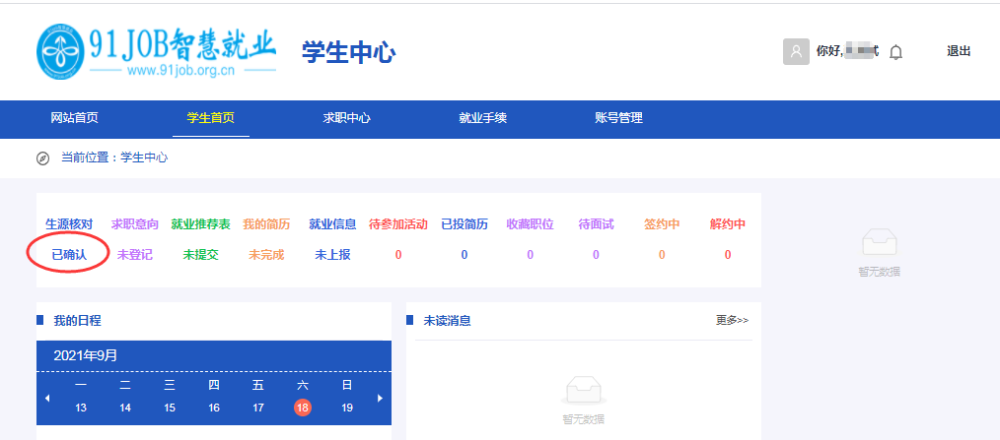 91JOB智慧就业
www.91job.org.cn
学生中心
你好,
退出
网站首页 学生首页 求职中心 就业手续 账号管理
当前位置：学生中心
生源核对 求职意向 就业推荐表 我的简历 就业信息 待参加活动 已投简历 收藏职位 待面试 签约中 解约中
已确认 未登记 未提交 未完成 未上报 0 0 0 0 0 0
暂无数据
我的日程
2021年9月
一 二 三 四 五 六 日
13 14 15 16 17 18 19
未读消息 更多>>
暂无数据